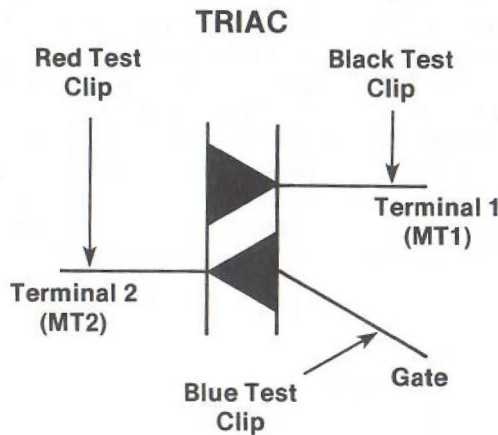 TRIAC
Red Test
Clip
Black Test
Clip
Terminal 1
(MT1)
Terminal 2
(MT2)
Blue Test
Clip
Gate